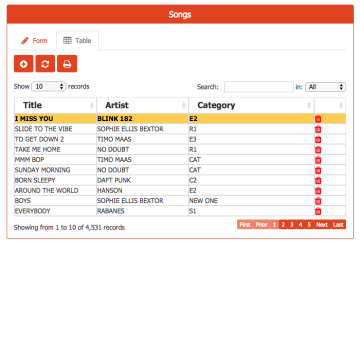 Songs
Form Table
Show 10 records Search: in: All
Title Artist Category
I MISS YOU BLINK 182 E2
SLIDE TO THE VIBE SOPHIE ELLIS BEXTOR R1
TO GET DOWN 2 TIMO MAAS E3
TAKE ME HOME NO DOUBT R1
MMM BOP TIMO MAAS CAT
SUNDAY MORNING NO DOUBT CAT
BORN SLEEPY DAFT PUNK C2
AROUND THE WORLD HANSON E2
BOYS SOPHIE ELLIS BEXTOR NEW ONE
EVERYBODY RABANES S1
Showing from 1 to 10 of 4,531 records First Prior 1 2 3 4 5 Next Last